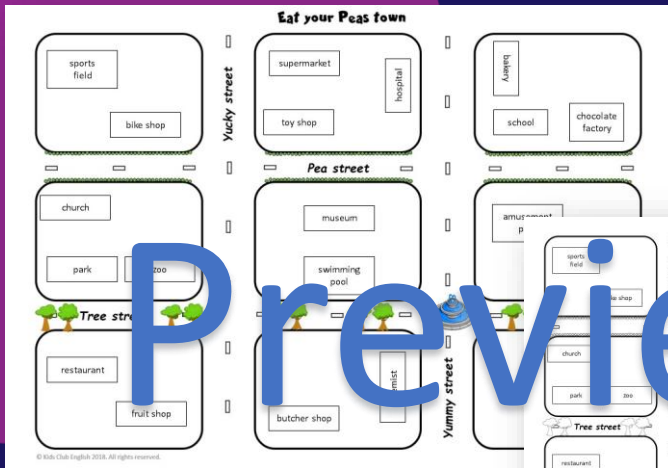 Eat your Peas town
sports
field
bike shop
Yucky street
supermarket
hospital
toy shop
bakery
school
chocolate
factory
Pea street
church
park
zoo
museum
swimming
pool
Tree
restaurant
fruit shop
butcher shop
Yummy street
© Kids Club English 2018. All rights reserved.
Previe
sports
field
shop
church
park
zoo
Tree street
restaurant